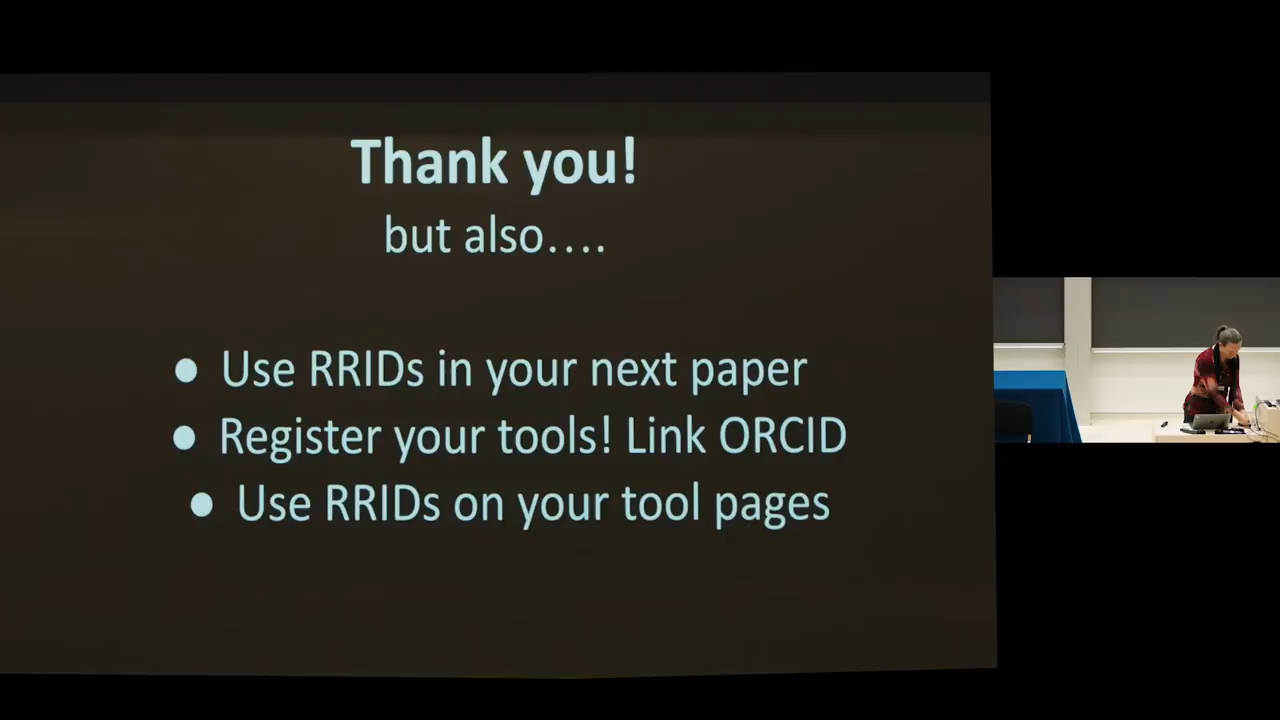 Thank you!
but also....
● Use RRIDs in your next paper
● Register your tools! Link ORCID
● Use RRIDs on your tool pages